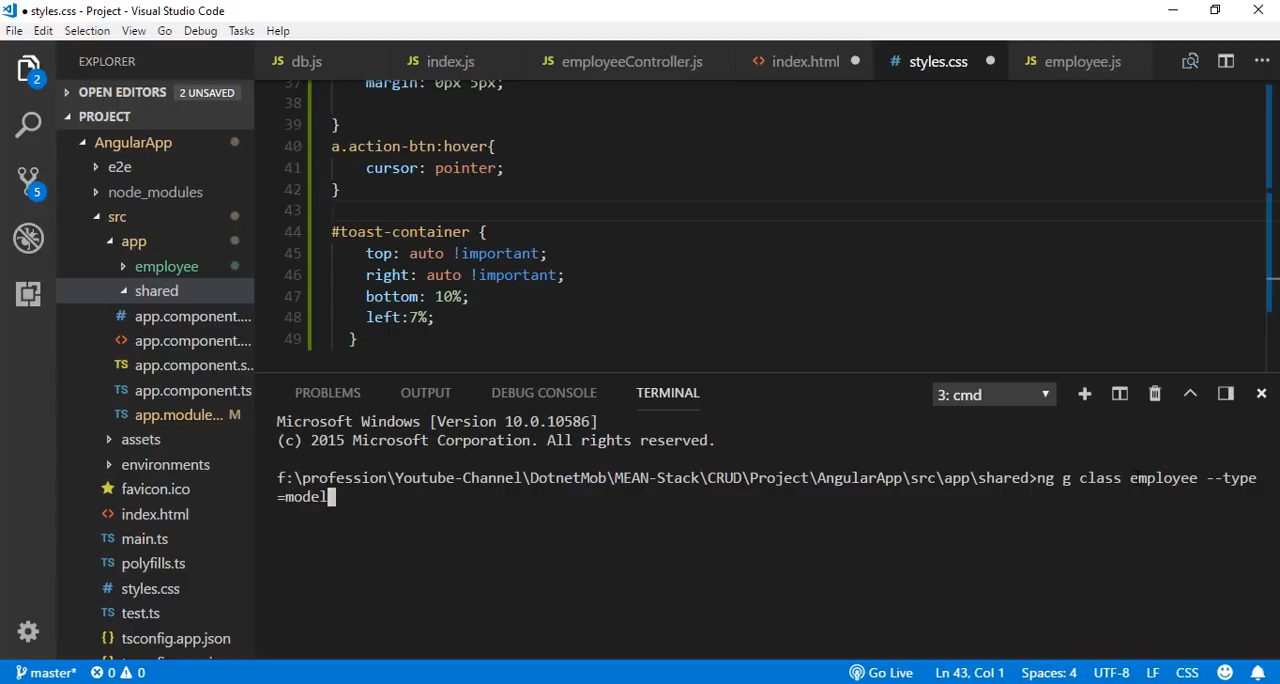 styles.css - Project - Visual Studio Code
File Edit Selection View Go Debug Tasks Help
EXPLORER
JS db.js JS index.js JS employeeController.js <> index.html # styles.css JS employee.js
2
OPEN EDITORS 2 UNSAVED
PROJECT
AngularApp
e2e
node_modules
src
app
employee
shared
# app.component....
<> app.component....
TS app.component.s..
TS app.component.ts
TS app.module... M
assets
environments
favicon.ico
<> index.html
TS main.ts
TS polyfills.ts
# styles.css
TS test.ts
{ } tsconfig.app.json
5
37 margin: 0px 5px;
38
39 }
40 a.action-btn:hover{
41 cursor: pointer;
42 }
43
44 #toast-container {
45 top: auto !important;
46 right: auto !important;
47 bottom: 10%;
48 left:7%;
49 }
PROBLEMS OUTPUT DEBUG CONSOLE TERMINAL 3: cmd
Microsoft Windows [Version 10.0.10586]
(c) 2015 Microsoft Corporation. All rights reserved.
f:\profession\Youtube-Channel\DotnetMob\MEAN-Stack\CRUD\Project\AngularApp\src\app\shared>ng g class employee --type
=model
master* 0 0 Go Live Ln 43, Col 1 Spaces: 4 UTF-8 LF CSS